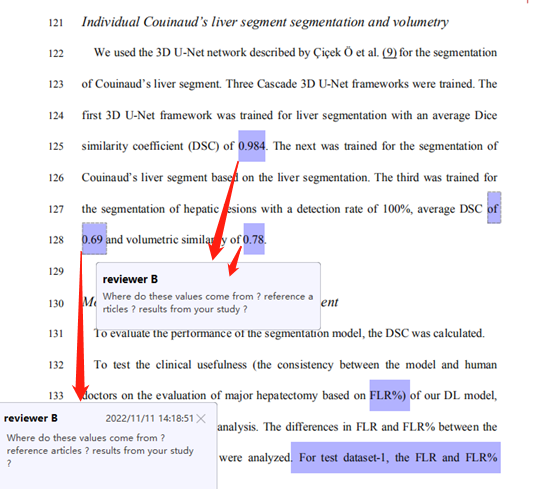 121 Individual Couinaud's liver segment segmentation and volumetry
122 We used the 3D U-Net network described by Çiçek Ö et al. (9) for the segmentation
123 of Couinaud's liver segment. Three Cascade 3D U-Net frameworks were trained. The
124 first 3D U-Net framework was trained for liver segmentation with an average Dice
125 similarity coefficient (DSC) of 0.984. The next was trained for the segmentation of
126 Couinaud's liver segment based on the liver segmentation. The third was trained for
127 the segmentation of hepatic lesions with a detection rate of 100%, average DSC of
128 0.69 and volumetric similarity of 0.78.
129
reviewer B
Where do these values come from ? reference a
rticles ? results from your study ?
130
131 To evaluate the performance of the segmentation model, the DSC was calculated.
132 To test the clinical usefulness (the consistency between the model and human
133 doctors on the evaluation of major hepatectomy based on FLR%) of our DL model,
reviewer B 2022/11/11 14:18:51
Where do these values come from ?
reference articles ? results from your study
?
analysis. The differences in FLR and FLR% between the
were analyzed. For test dataset-1, the FLR and FLR%